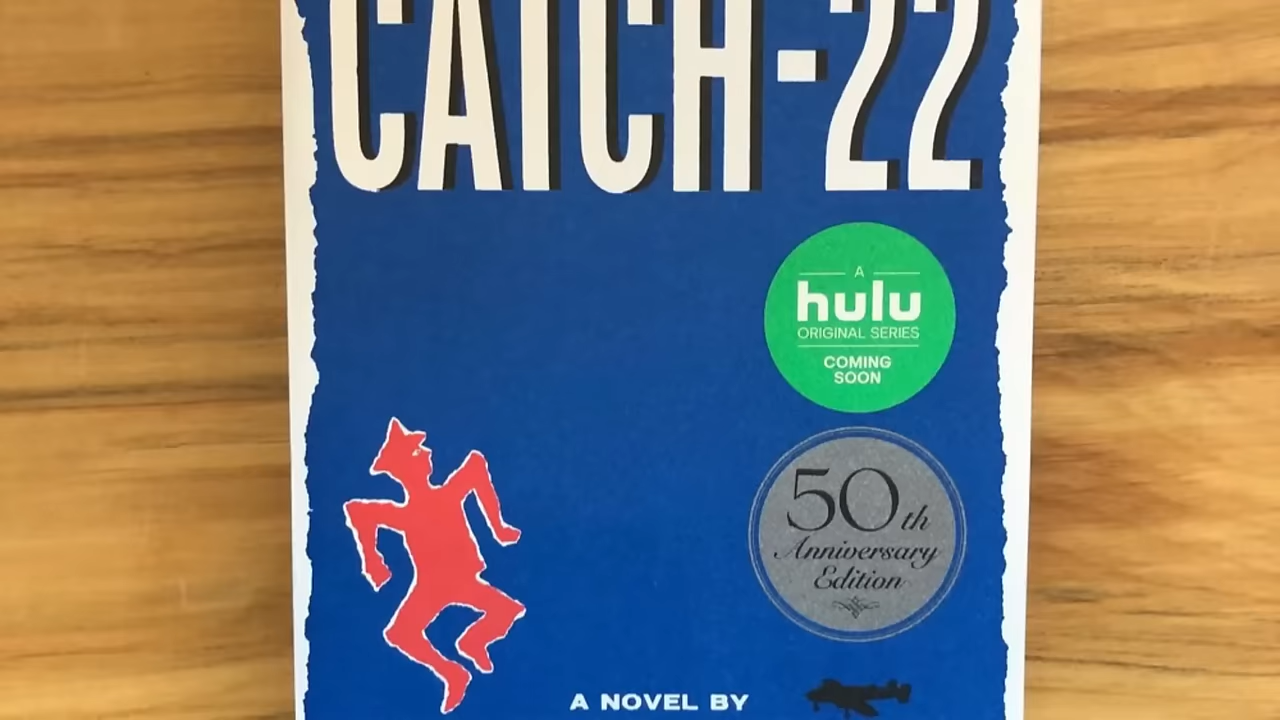 CATCH-22
A
hulu
ORIGINAL SERIES
COMING
SOON
50th
Anniversary
Edition
A NOVEL BY